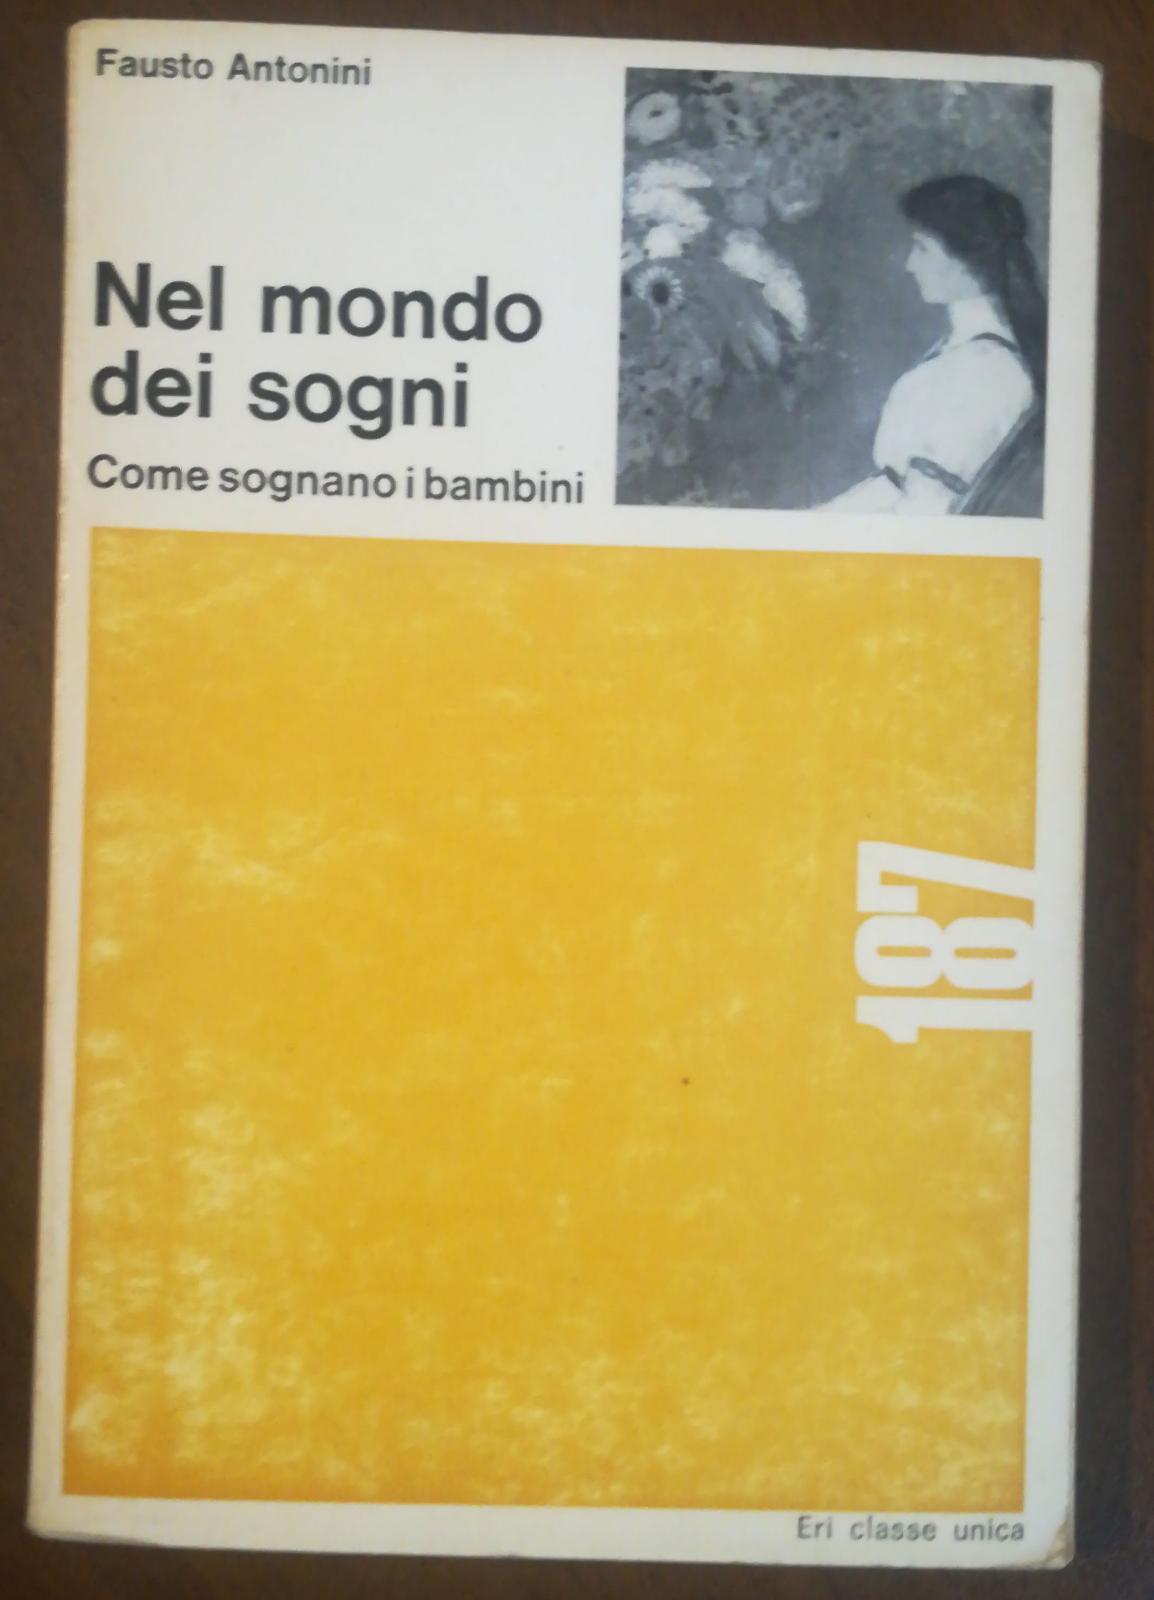 Fausto Antonini
Nel mondo
dei sogni
Come sognano i bambini
187
Eri classe unica